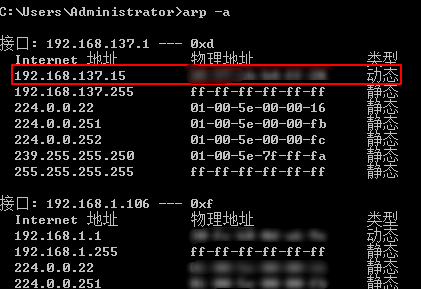 C:\Users\Administrator>arp -a
接口: 192.168.137.1 --- 0xd
Internet 地址 物理地址 类型
192.168.137.15 动态
192.168.137.255 ff-ff-ff-ff-ff-ff 静态
224.0.0.22 01-00-5e-00-00-16 静态
224.0.0.251 01-00-5e-00-00-fb 静态
224.0.0.252 01-00-5e-00-00-fc 静态
239.255.255.250 01-00-5e-7f-ff-fa 静态
255.255.255.255 ff-ff-ff-ff-ff-ff 静态
接口: 192.168.1.106 --- 0xf
Internet 地址 物理地址 类型
192.168.1.1 动态
192.168.1.255 ff-ff-ff-ff-ff-ff 静态
224.0.0.22 静态
224.0.0.251 静态